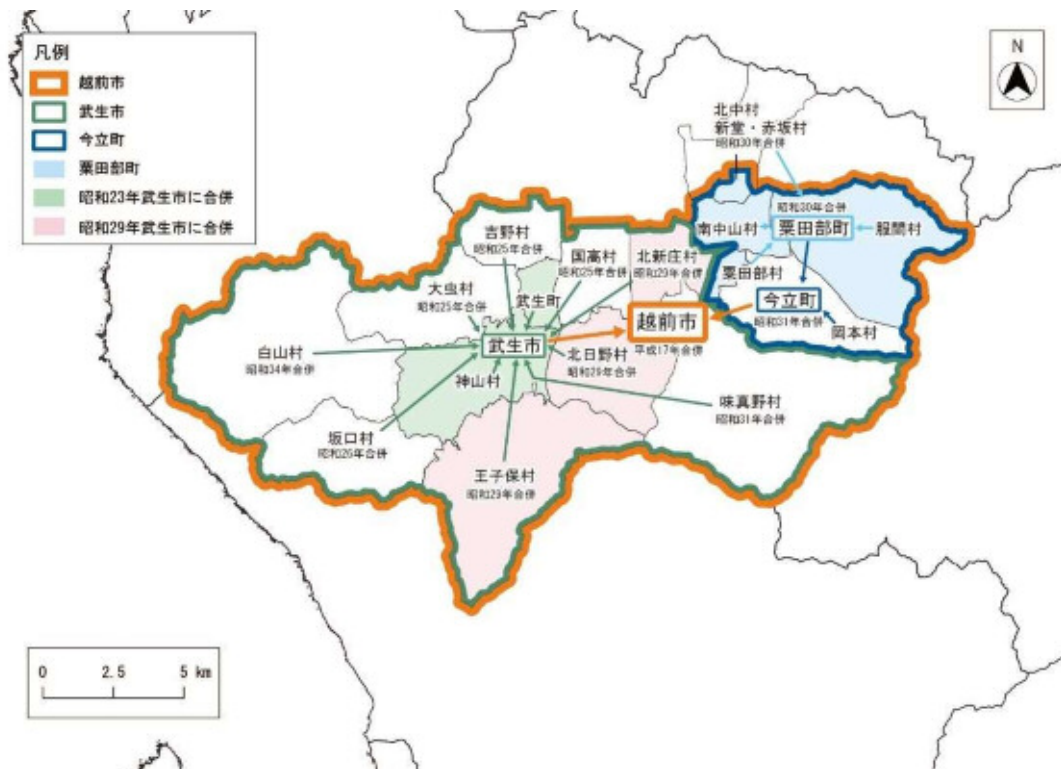 凡例
越前市
武生市
今立町
粟田部町
昭和23年武生市に合併
昭和29年武生市に合併
N
北中村
新堂・赤坂村
昭和30年合併
昭和30年合併
南中山村
粟田部町
服間村
粟田部村
今立町
昭和31年合併
岡本村
吉野村
昭和25年合併
国高村
昭和25年合併
北新庄村
昭和29年合併
大虫村
昭和25年合併
武生町
越前市
平成17年合併
武生市
白山村
昭和34年合併
神山村
北日野村
昭和29年合併
味真野村
昭和31年合併
坂口村
昭和26年合併
王子保村
昭和29年合併
0 2.5 5 km